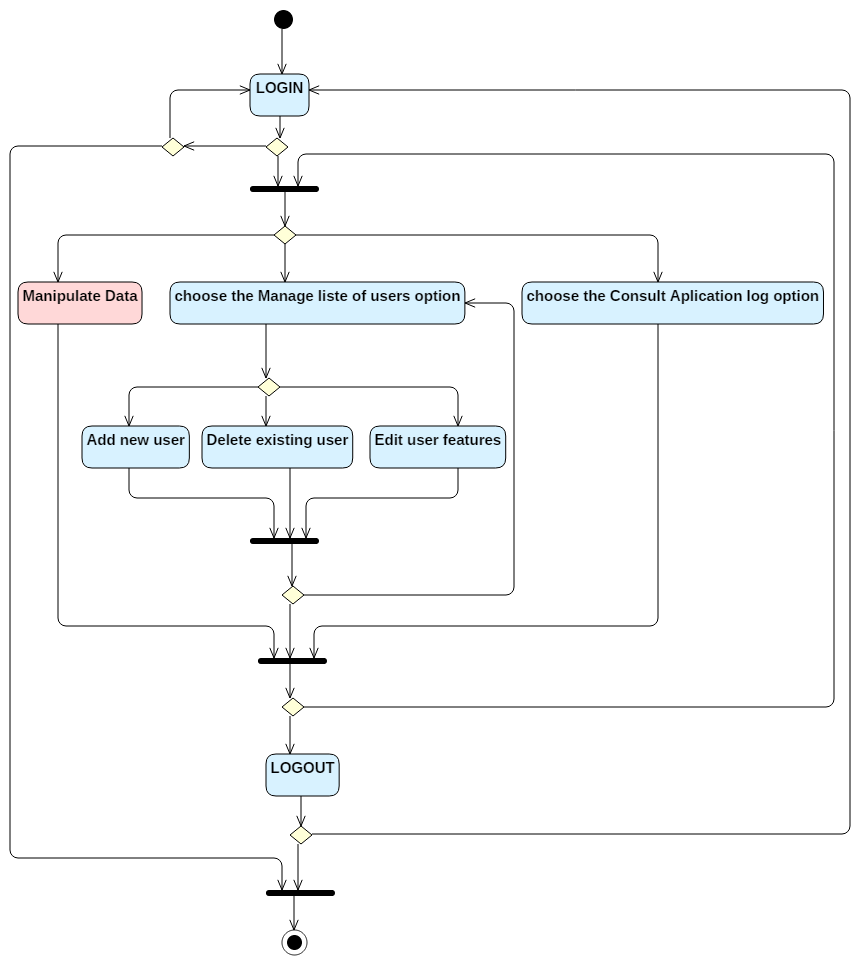 LOGIN
Manipulate Data
choose the Manage liste of users option
choose the Consult Aplication log option
Add new user
Delete existing user
Edit user features
LOGOUT